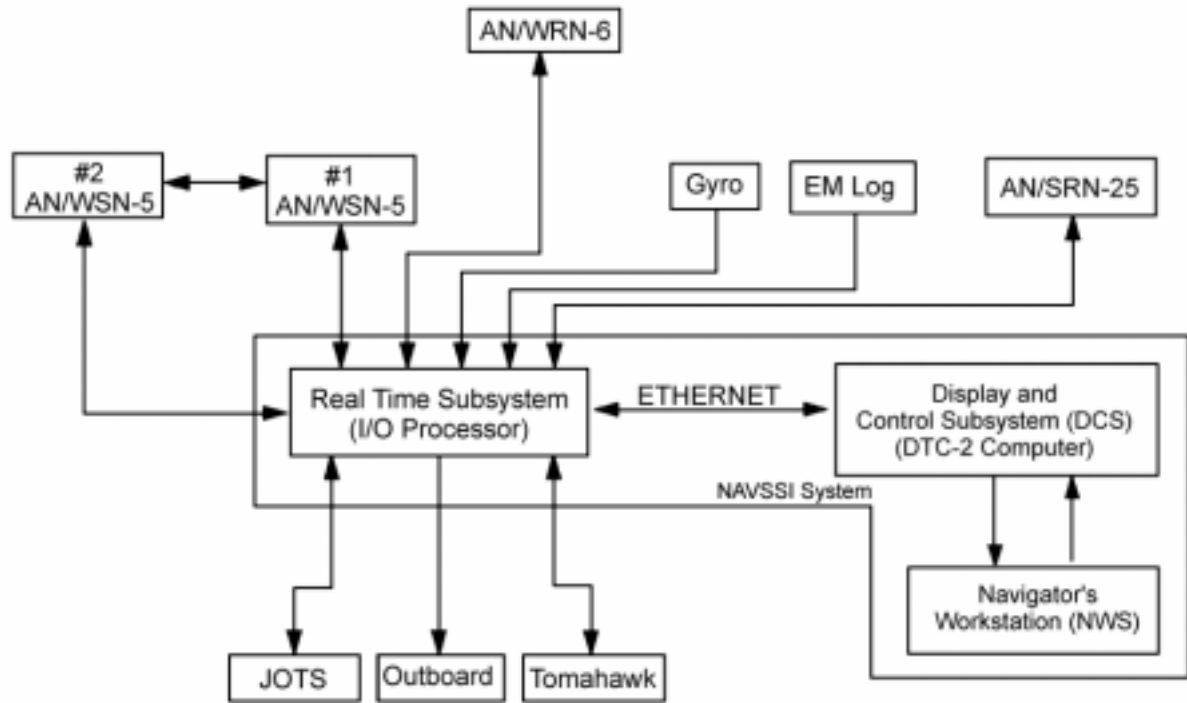 AN/WRN-6
#2
AN/WSN-5
#1
AN/WSN-5
Gyro
EM Log
AN/SRN-25
Real Time Subsystem
(I/O Processor)
ETHERNET
Display and
Control Subsystem (DCS)
(DTC-2 Computer)
NAVSSI System
Navigator's
Workstation (NWS)
JOTS
Outboard
Tomahawk